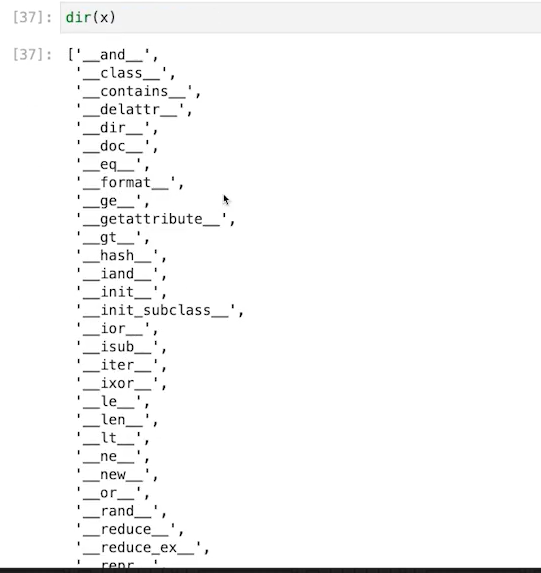 [37]: dir(x)
[37]: ['__and__',
'__class__',
'__contains__',
'__delattr__',
'__dir__',
'__doc__',
'__eq__',
'__format__',
'__ge__',
'__getattribute__',
'__gt__',
'__hash__',
'__iand__',
'__init__',
'__init_subclass__',
'__ior__',
'__isub__',
'__iter__',
'__ixor__',
'__le__',
'__len__',
'__lt__',
'__ne__',
'__new__',
'__or__',
'__rand__',
'__reduce__',
'__reduce_ex__',
'__repr__',